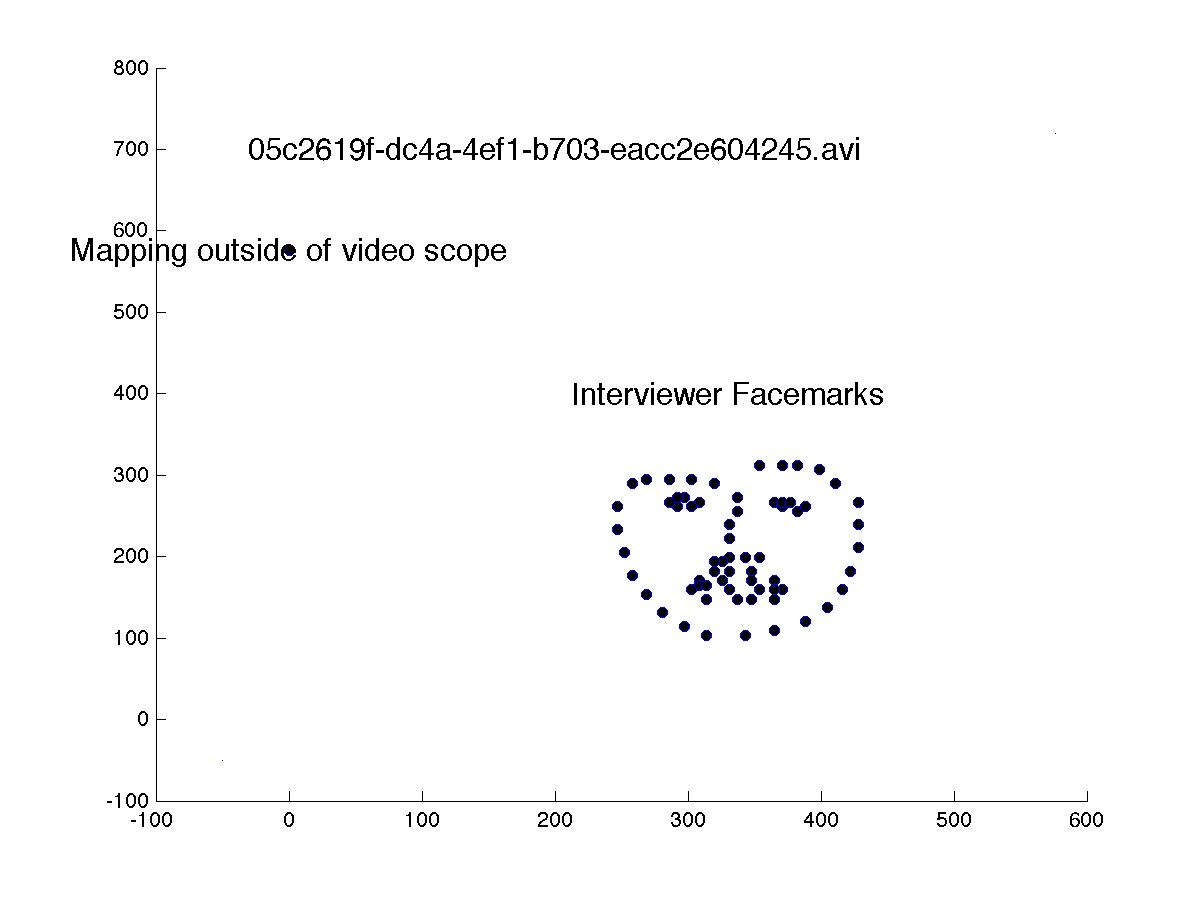 800
700
05c2619f-dc4a-4ef1-b703-eacc2e604245.avi
600
Mapping outside of video scope
500
400
Interviewer Facemarks
300
200
100
0
-100
-100 0 100 200 300 400 500 600